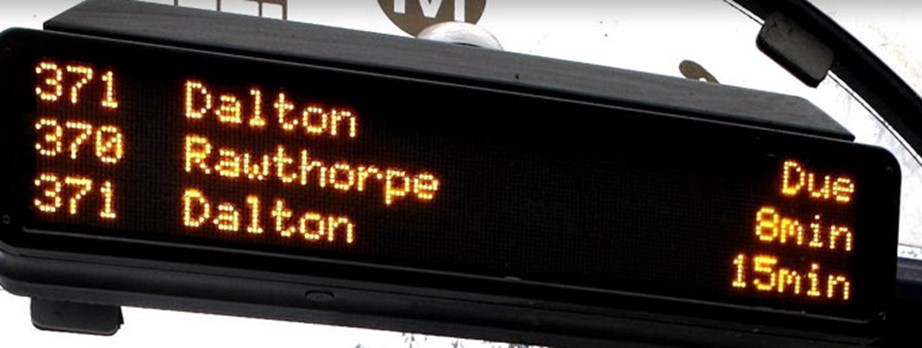 M
371 Dalton Due
370 Rawthorpe 8min
371 Dalton 15min